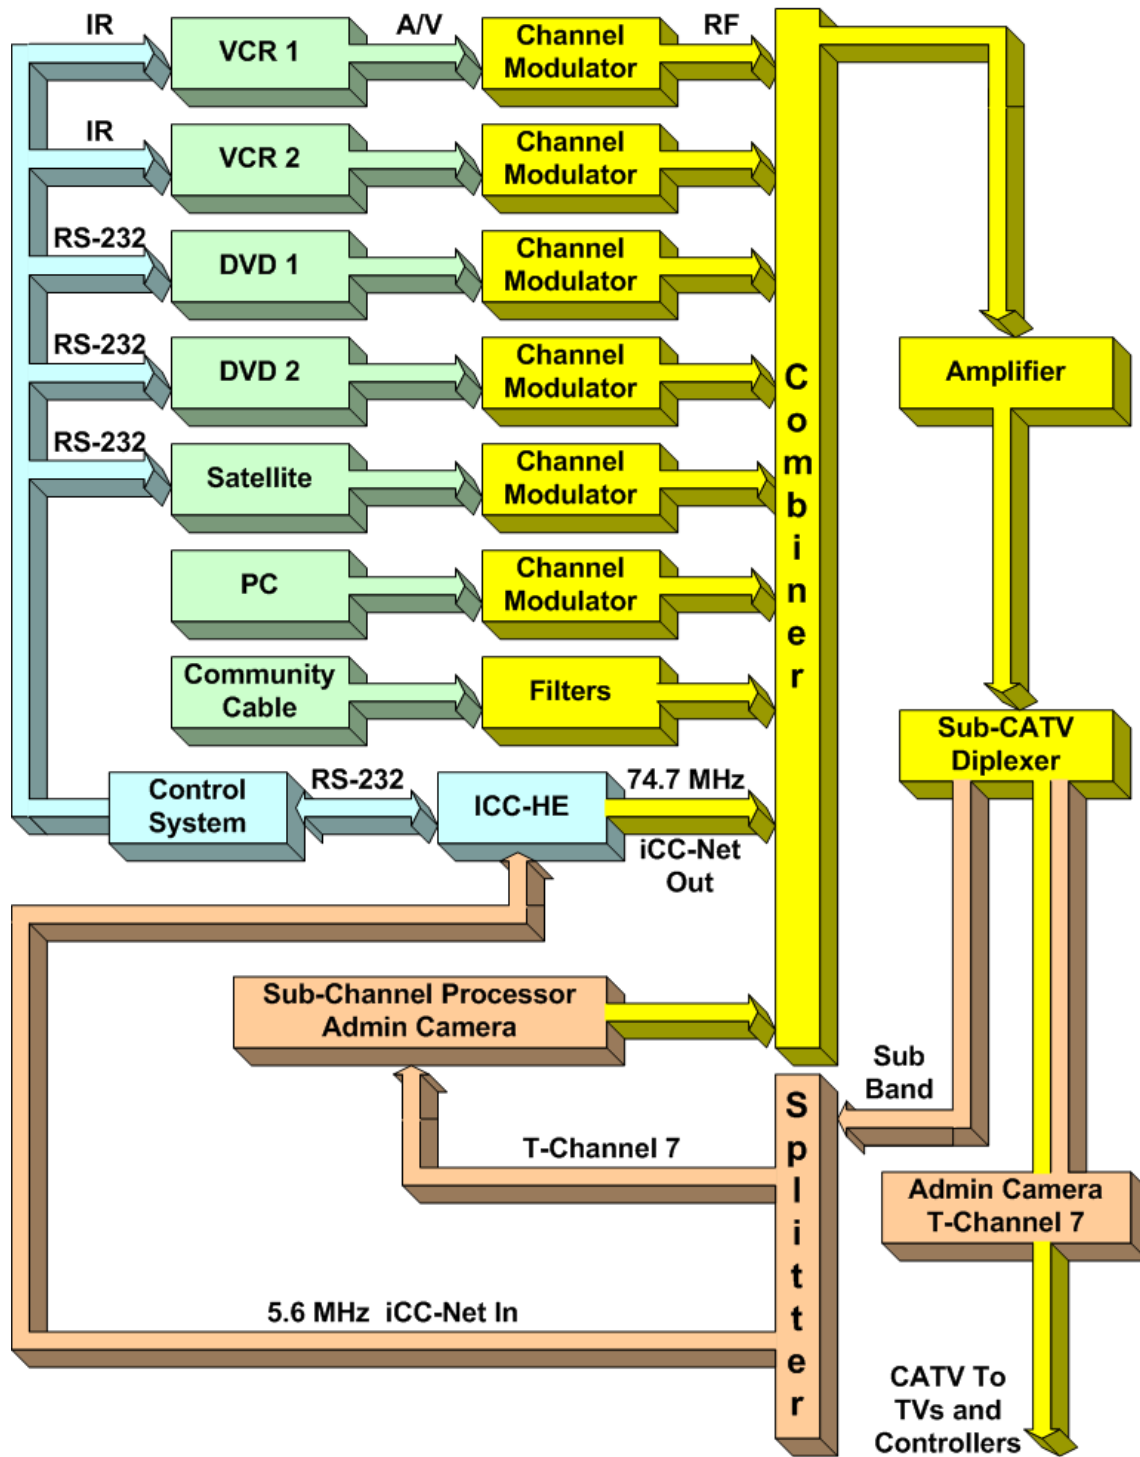 IR
A/V
RF
VCR 1
Channel
Modulator
IR
VCR 2
Channel
Modulator
RS-232
DVD 1
Channel
Modulator
RS-232
DVD 2
Channel
Modulator
RS-232
Satellite
Channel
Modulator
PC
Channel
Modulator
Community
Cable
Filters
Combiner
Amplifier
Sub-CATV
Diplexer
Control
System
RS-232
ICC-HE
74.7 MHz
iCC-Net
Out
Sub-Channel Processor
Admin Camera
Sub
Band
Splitter
T-Channel 7
Admin Camera
T-Channel 7
5.6 MHz iCC-Net In
CATV To
TVs and
Controllers